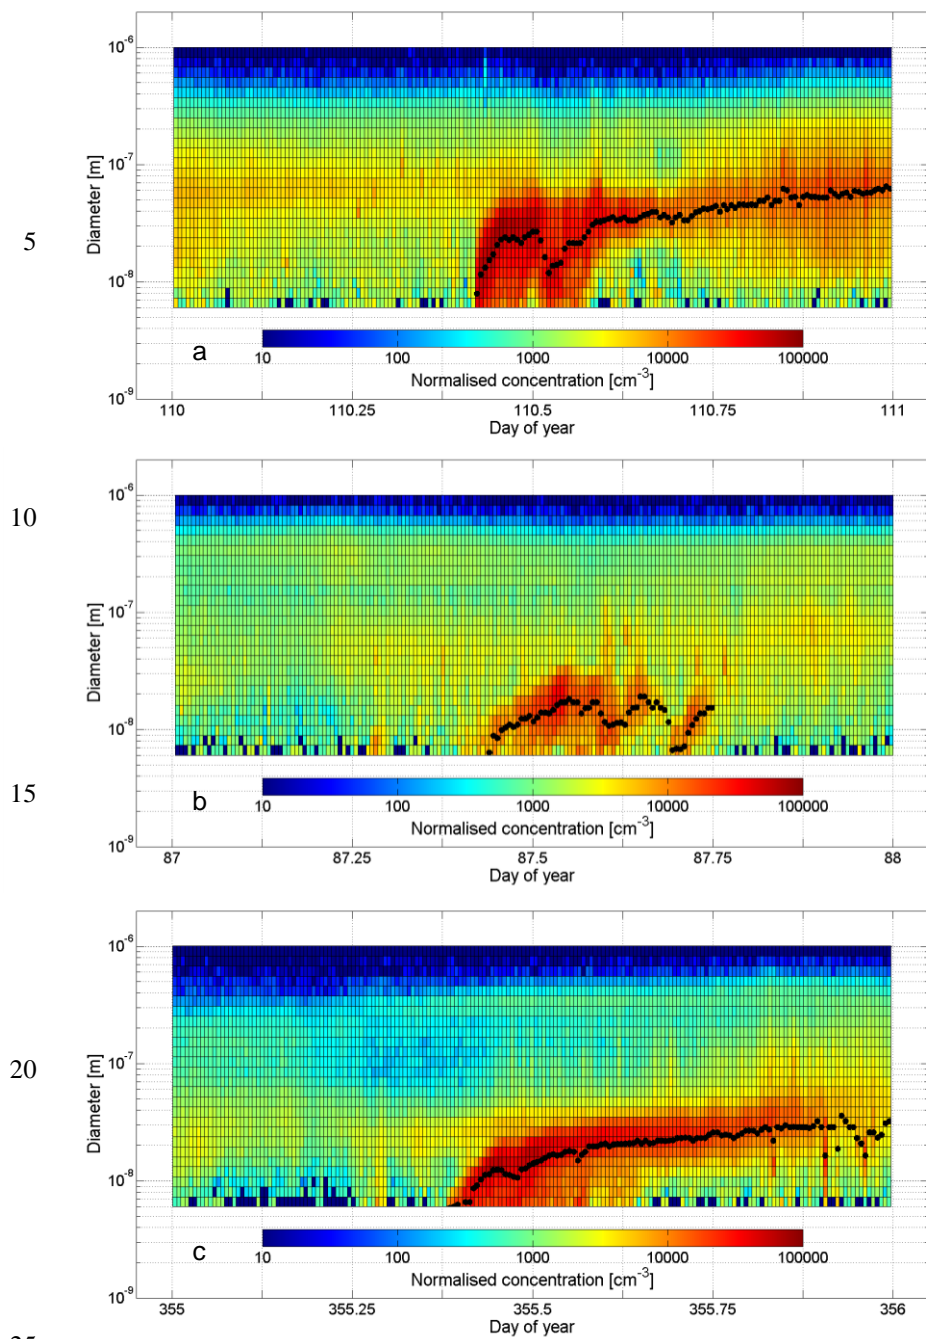 10⁻⁶
10⁻⁷
10⁻⁸
10⁻⁹
Diameter [m]
5
a
10 100 1000 10000 100000
Normalised concentration [cm⁻³]
110 110.25 110.5 110.75 111
Day of year
10⁻⁶
10
10⁻⁷
10⁻⁸
10⁻⁹
Diameter [m]
15
b
10 100 1000 10000 100000
Normalised concentration [cm⁻³]
87 87.25 87.5 87.75 88
Day of year
10⁻⁶
10⁻⁷
20
10⁻⁸
10⁻⁹
Diameter [m]
c
10 100 1000 10000 100000
Normalised concentration [cm⁻³]
355 355.25 355.5 355.75 356
Day of year